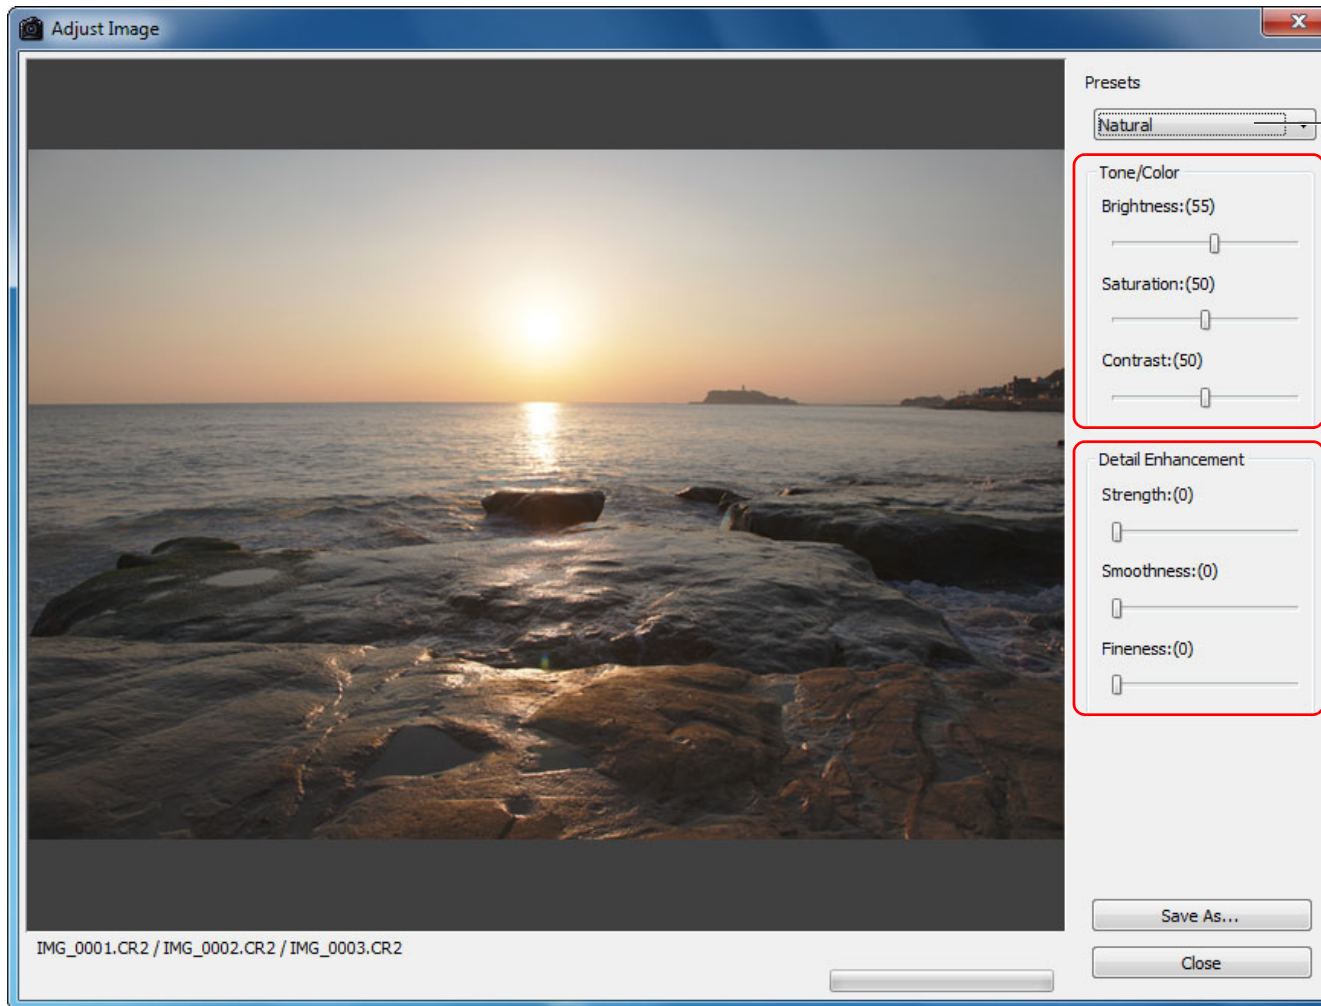 Adjust Image
Presets
Natural
Tone/Color
Brightness:(55)
Saturation:(50)
Contrast:(50)
Detail Enhancement
Strength:(0)
Smoothness:(0)
Fineness:(0)
Save As...
IMG_0001.CR2 / IMG_0002.CR2 / IMG_0003.CR2
Close